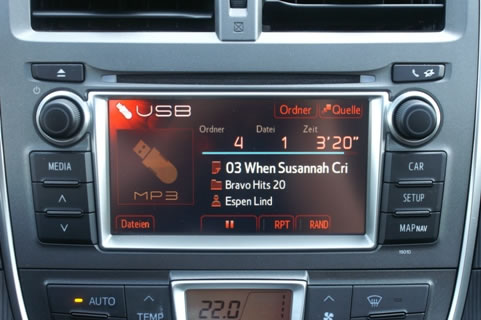 USB Ordner Quelle
Ordner Datei Zeit
4 1 3'20"
03 When Susannah Cri
Bravo Hits 20
Espen Lind
MP3
Dateien RPT RAND
MEDIA
CAR
SETUP
MAP NAV
16010
AUTO
TEMP
22.0